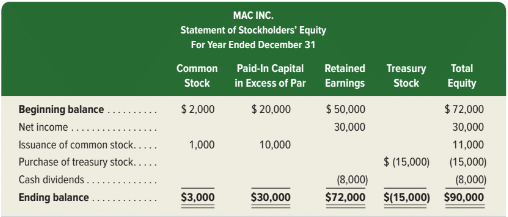 MAC INC.
Statement of Stockholders' Equity
For Year Ended December 31
Common Paid-In Capital Retained Treasury Total
Stock in Excess of Par Earnings Stock Equity
Beginning balance .......... $ 2,000 $ 20,000 $ 50,000 $ 72,000
Net income ................ 30,000 30,000
Issuance of common stock..... 1,000 10,000 11,000
Purchase of treasury stock..... $ (15,000) (15,000)
Cash dividends ............. (8,000) (8,000)
Ending balance ............. $3,000 $30,000 $72,000 $(15,000) $90,000